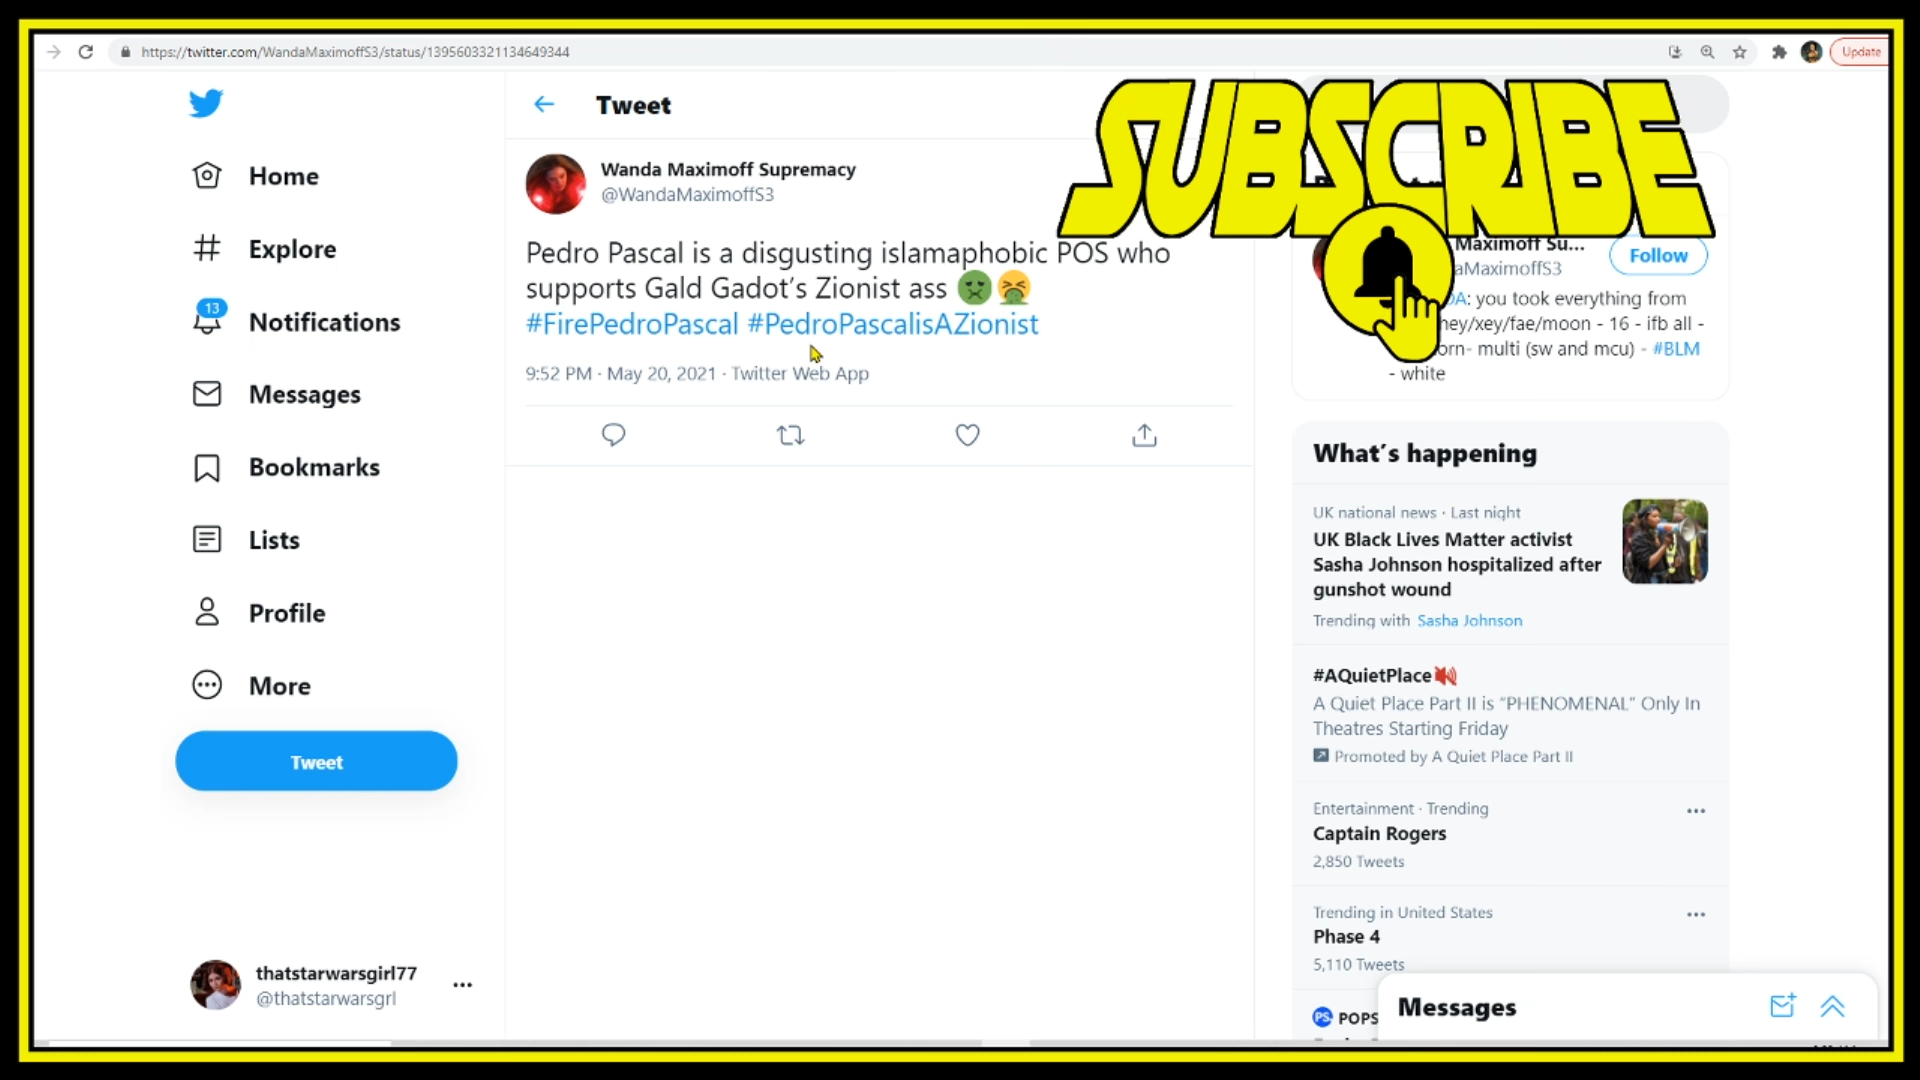 https://twitter.com/WandaMaximoffS3/status/1395603321134649344
Update
Home
Explore
13
Notifications
Messages
Bookmarks
Lists
Profile
More
Tweet
thatstarwarsgirl77
@thatstarwarsgrl
Tweet
Wanda Maximoff Supremacy
@WandaMaximoffS3
Pedro Pascal is a disgusting islamaphobic POS who
supports Gald Gadot's Zionist ass
#FirePedroPascal #PedroPascalisAZionist
9:52 PM · May 20, 2021 · Twitter Web App
SUBSCRIBE
Maximoff Su...
aMaximoffS3
Follow
DA: you took everything from
hey/xey/fae/moon - 16 - ifb all -
orn- multi (sw and mcu) - #BLM
- white
What's happening
UK national news · Last night
UK Black Lives Matter activist
Sasha Johnson hospitalized after
gunshot wound
Trending with Sasha Johnson
#AQuietPlace
A Quiet Place Part II is "PHENOMENAL" Only In
Theatres Starting Friday
Promoted by A Quiet Place Part II
Entertainment · Trending
Captain Rogers
2,850 Tweets
Trending in United States
Phase 4
5,110 Tweets
PS POPS
Messages